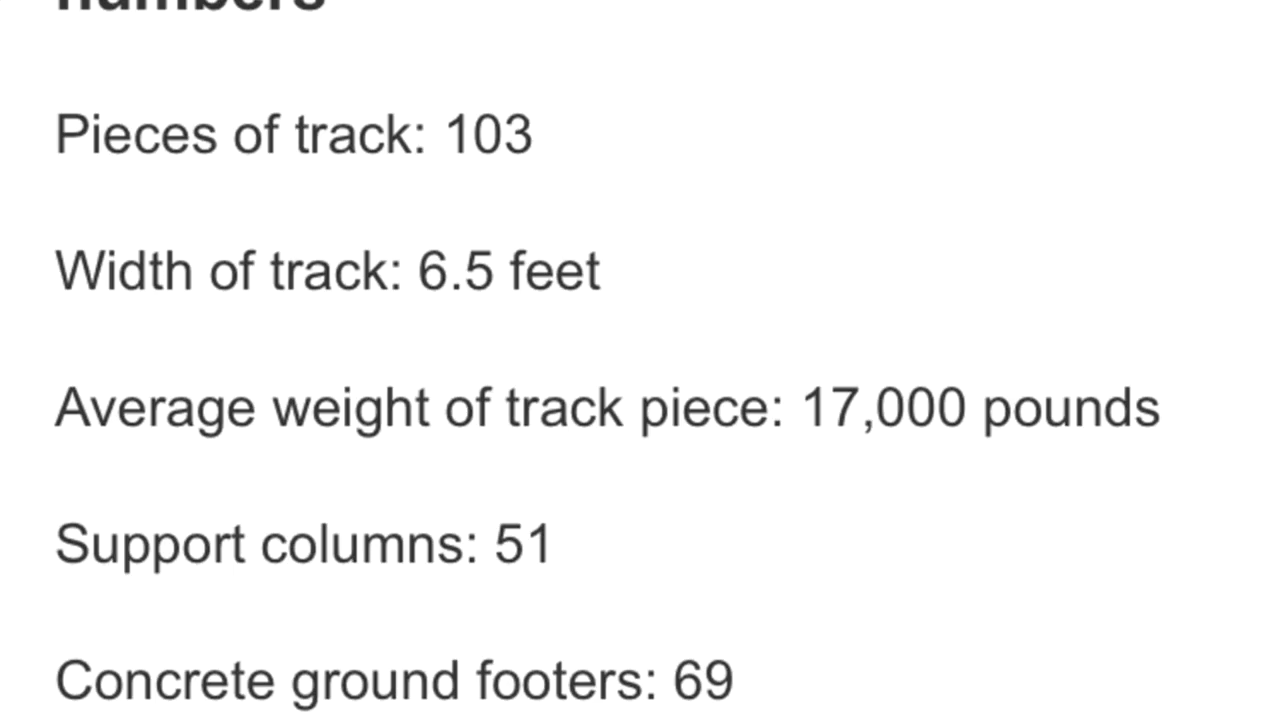 numbers
Pieces of track: 103
Width of track: 6.5 feet
Average weight of track piece: 17,000 pounds
Support columns: 51
Concrete ground footers: 69